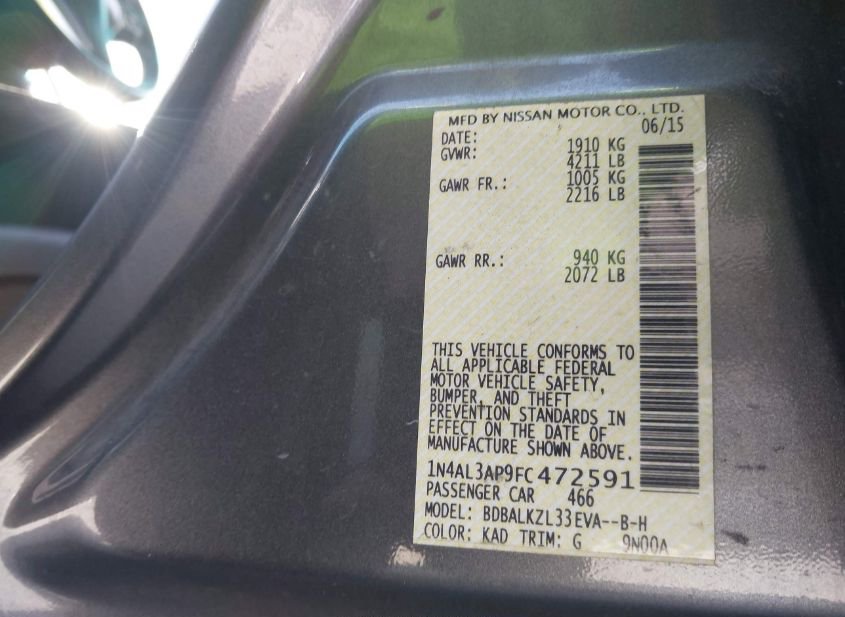 MFD BY NISSAN MOTOR CO., LTD.
DATE: 06/15
GVWR: 1910 KG
4211 LB
GAWR FR.: 1005 KG
2216 LB
GAWR RR.: 940 KG
2072 LB
THIS VEHICLE CONFORMS TO
ALL APPLICABLE FEDERAL
MOTOR VEHICLE SAFETY,
BUMPER, AND THEFT
PREVENTION STANDARDS IN
EFFECT ON THE DATE OF
MANUFACTURE SHOWN ABOVE.
1N4AL3AP9FC472591
PASSENGER CAR 466
MODEL: BDBALKZL33EVA--B-H
COLOR: KAD TRIM: G 9N00A